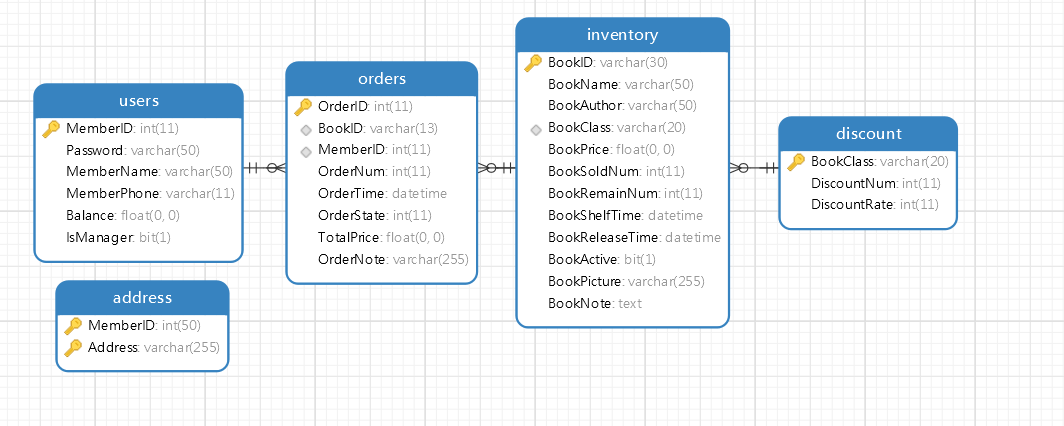 users
MemberID: int(11)
Password: varchar(50)
MemberName: varchar(50)
MemberPhone: varchar(11)
Balance: float(0, 0)
IsManager: bit(1)
address
MemberID: int(50)
Address: varchar(255)
orders
OrderID: int(11)
BookID: varchar(13)
MemberID: int(11)
OrderNum: int(11)
OrderTime: datetime
OrderState: int(11)
TotalPrice: float(0, 0)
OrderNote: varchar(255)
inventory
BookID: varchar(30)
BookName: varchar(50)
BookAuthor: varchar(50)
BookClass: varchar(20)
BookPrice: float(0, 0)
BookSoldNum: int(11)
BookRemainNum: int(11)
BookShelfTime: datetime
BookReleaseTime: datetime
BookActive: bit(1)
BookPicture: varchar(255)
BookNote: text
discount
BookClass: varchar(20)
DiscountNum: int(11)
DiscountRate: int(11)